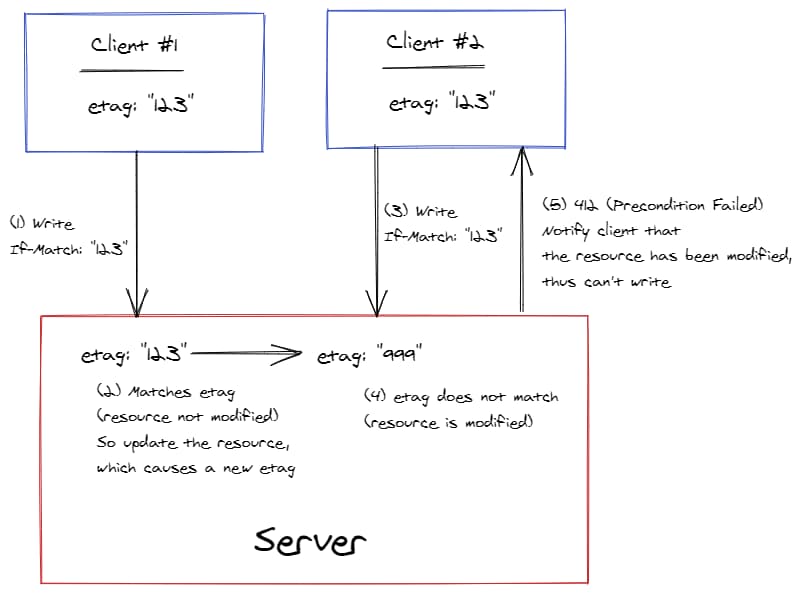 Client #1
etag: "123"
Client #2
etag: "123"
(1) Write
If-Match: "123"
(3) Write
If-Match: "123"
(5) 412 (Precondition Failed)
Notify client that
the resource has been modified,
thus can't write
etag: "123"
etag: "999"
(2) Matches etag
(resource not modified)
So update the resource,
which causes a new etag
(4) etag does not match
(resource is modified)
Server